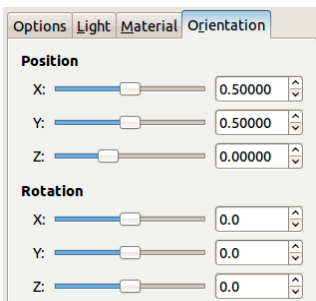 Options Light Material Orientation
Position
X: 0.50000
Y: 0.50000
Z: 0.00000
Rotation
X: 0.0
Y: 0.0
Z: 0.0